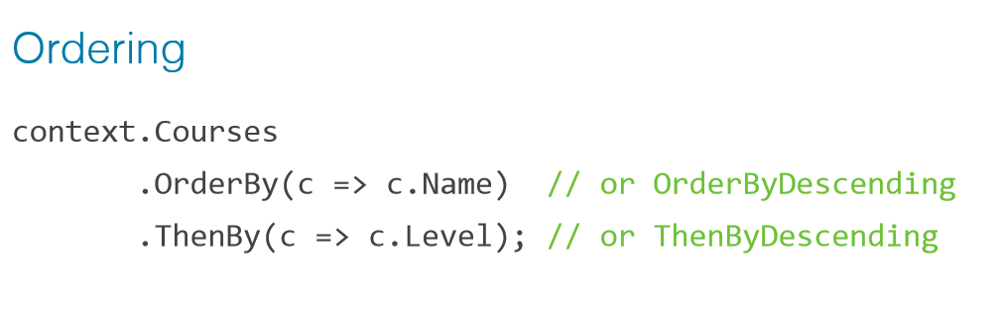 Ordering
context.Courses
.OrderBy(c => c.Name) // or OrderByDescending
.ThenBy(c => c.Level); // or ThenByDescending